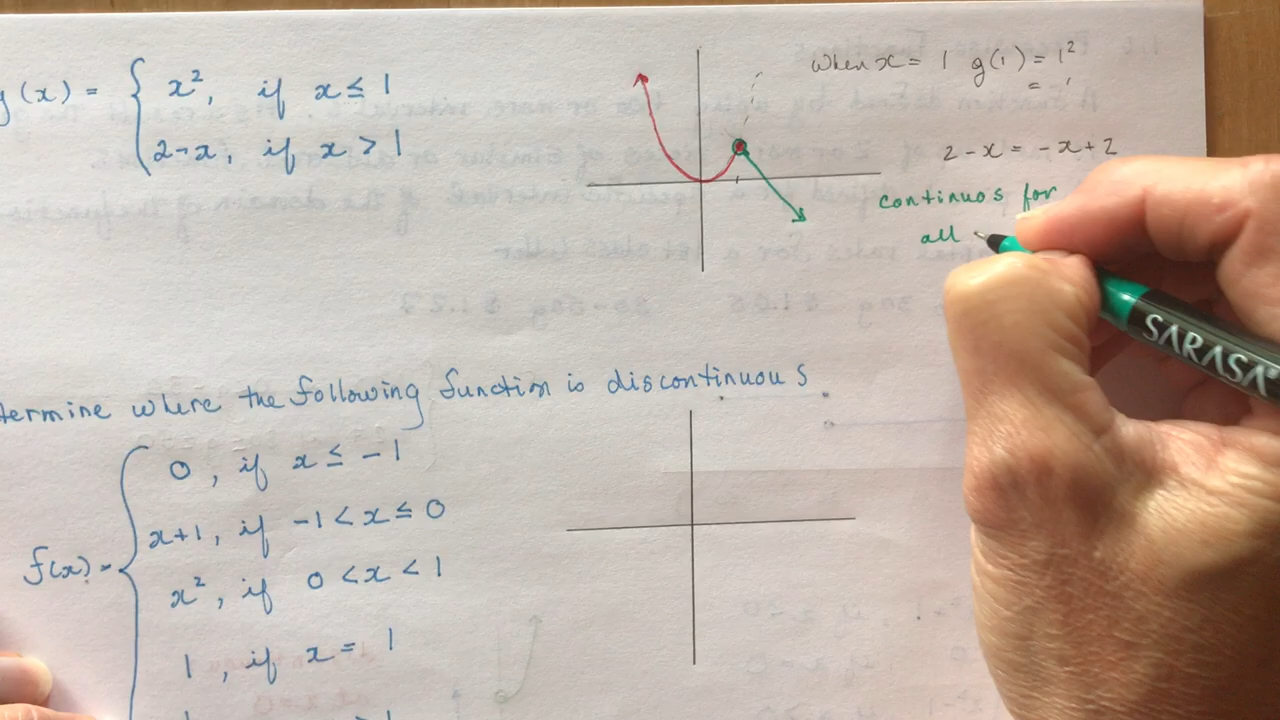 g(x) = { x², if x ≤ 1
2-x, if x > 1
when x = 1 g(1) = 1²
= 1
2 - x = -x + 2
continuos for
all
SARASA
termine where the following function is discontinuous
f(x) = { 0, if x ≤ -1
x+1, if -1 < x ≤ 0
x², if 0 < x < 1
1, if x = 1